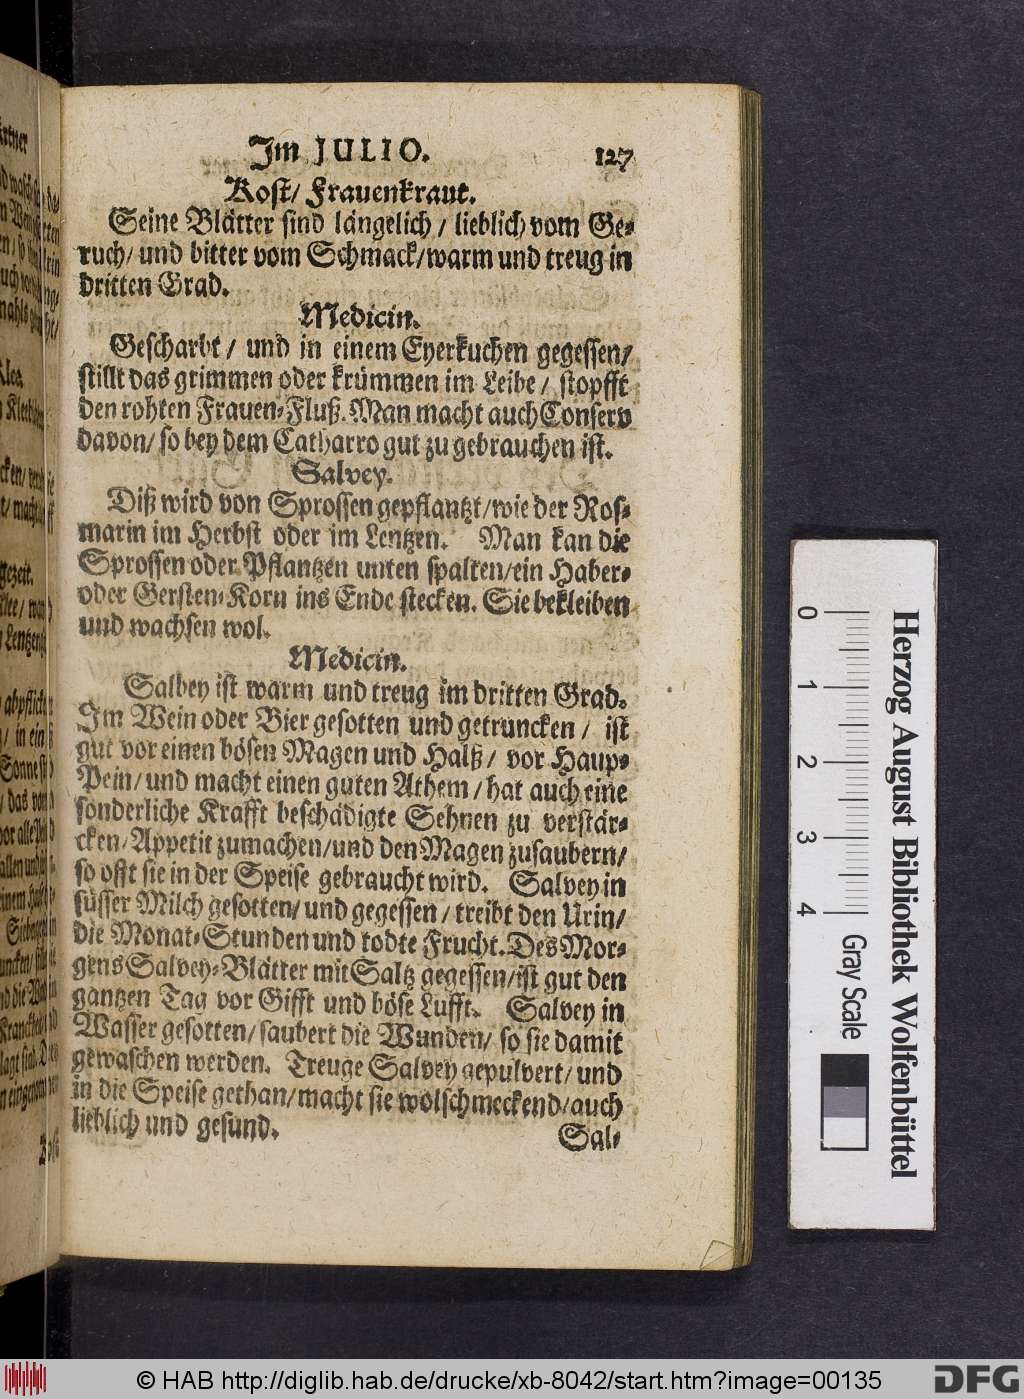 Im JULIO. 127
Kost/ Frauenkraut.
Seine Blätter sind längelich / lieblich vom Ge-
ruch/ und bitter vom Schmack/ warm und treug in
dritten Grad.
Medicin.
Gescharbt / und in einem Eyerkuchen gegessen/
stillt das grimmen oder krümmen im Leibe / stopfft
den rohten Frauen-Fluß. Man macht auch Conserv
davon/ so bey dem Catharro gut zu gebrauchen ist.
Salvey.
Diß wird von Sprossen gepflantzt/ wie der Ros-
marin im Herbst oder im Lentzen. Man kan die
Sprossen oder Pflantzen unten spalten/ ein Haber-
oder Gersten-Korn ins Ende stecken. Sie bekleiben
und wachsen wol.
Medicin.
Salbey ist warm und treug im dritten Grad.
Im Wein oder Bier gesotten und getruncken / ist
gut vor einen bösen Magen und Halß / vor Haup-
Pein/ und macht einen guten Athem / hat auch eine
sonderliche Krafft beschädigte Sehnen zu verstär-
cken/ Appetit zumachen/ und den Magen zusaubern/
so offt sie in der Speise gebraucht wird. Salvey in
süsser Milch gesotten/ und gegessen / treibt den Urin/
die Monat-Stunden und todte Frucht. Des Mor-
gens Salvey-Blätter mit Saltz gegessen/ ist gut den
gantzen Tag vor Gifft und böse Lufft. Salvey in
Wasser gesotten/ saubert die Wunden/ so sie damit
gewaschen werden. Treuge Salvey gepulvert/ und
in die Speise gethan/ macht sie wolschmeckend/ auch
lieblich und gesund.
Sal-
0 1 2 3 4
Gray Scale
Herzog August Bibliothek Wolfenbüttel
© HAB http://diglib.hab.de/drucke/xb-8042/start.htm?image=00135
DFG